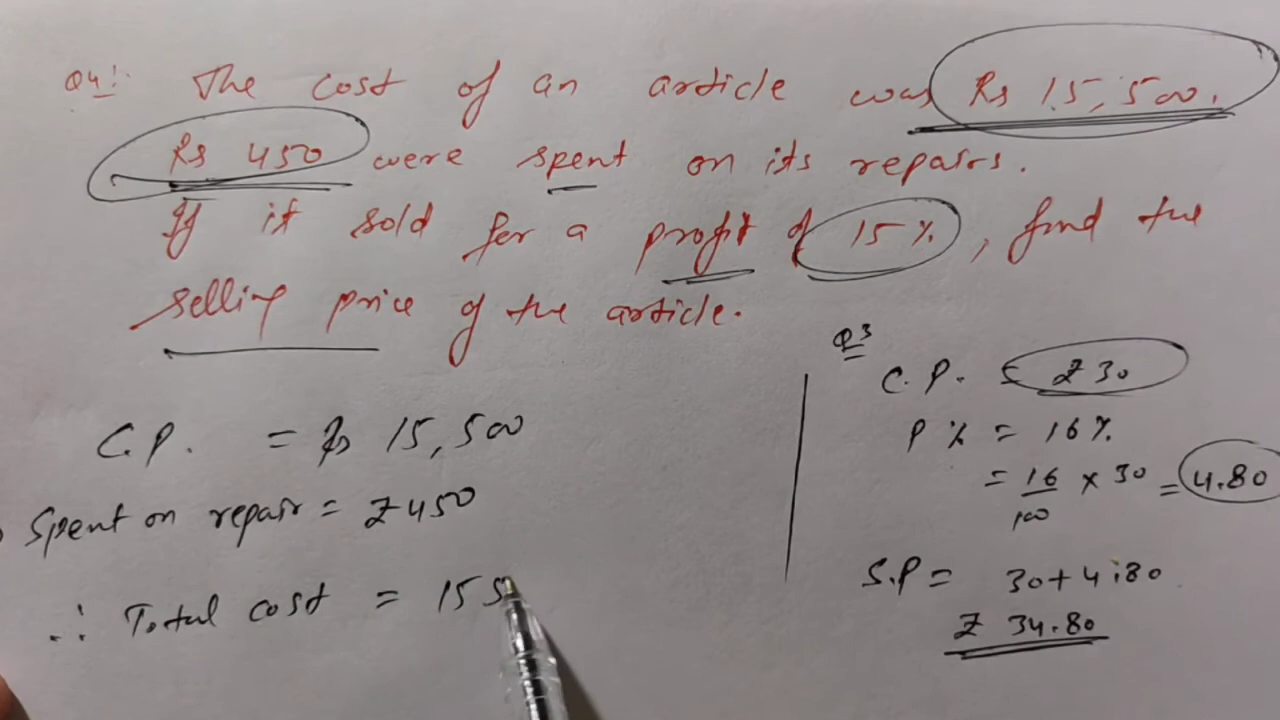 Q4: The cost of an article was Rs 15,500.
Rs 450 were spent on its repairs.
If it sold for a profit of 15%, find the
selling price of the article.
C.P. = Rs 15,500
Spent on repair = ₹450
∴ Total cost = 155
Q3
C.P. = ₹30
P% = 16%
= 16/100 × 30 = 4.80
S.P = 30+4.80
₹ 34.80